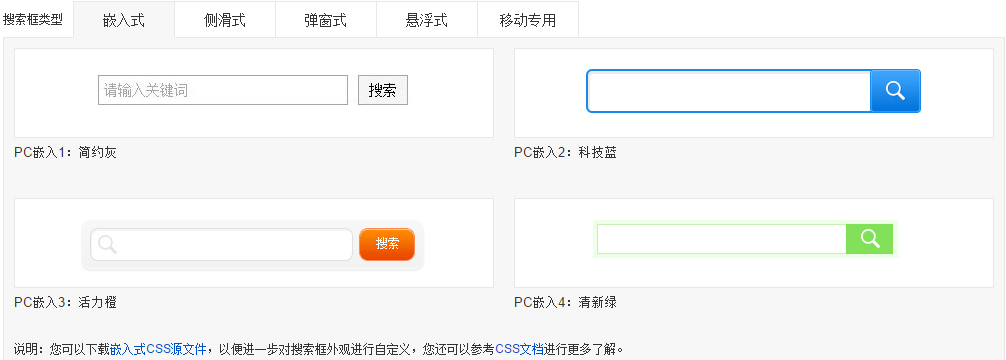 搜索框类型 嵌入式 侧滑式 弹窗式 悬浮式 移动专用
请输入关键词 搜索
PC嵌入1：简约灰 PC嵌入2：科技蓝
搜索
PC嵌入3：活力橙 PC嵌入4：清新绿
说明：您可以下载嵌入式CSS源文件，以便进一步对搜索框外观进行自定义，您还可以参考CSS文档进行更多了解。